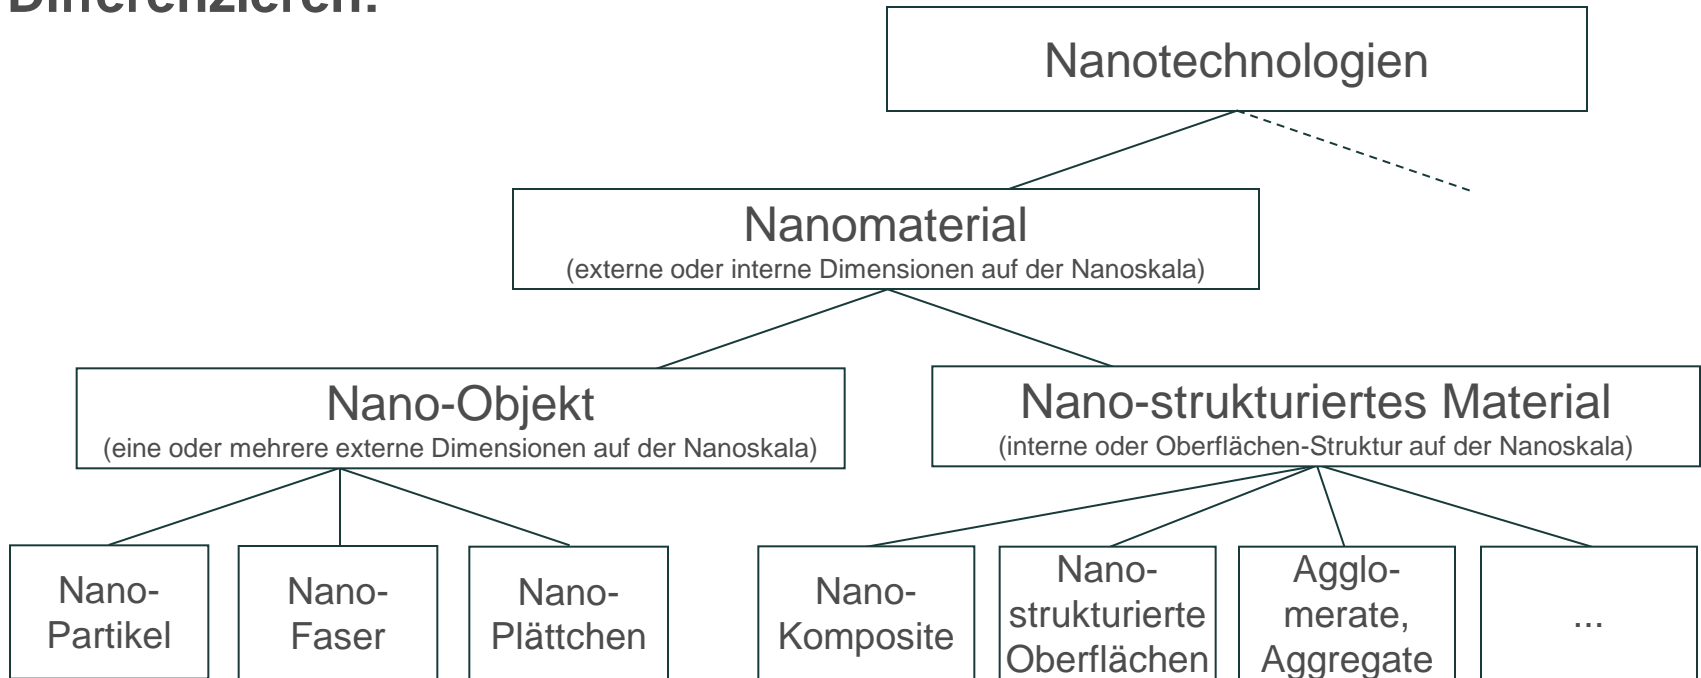 Differenzieren:
Nanotechnologien
Nanomaterial
(externe oder interne Dimensionen auf der Nanoskala)
Nano-Objekt
(eine oder mehrere externe Dimensionen auf der Nanoskala)
Nano-strukturiertes Material
(interne oder Oberflächen-Struktur auf der Nanoskala)
Nano-
Partikel
Nano-
Faser
Nano-
Plättchen
Nano-
Komposite
Nano-
strukturierte
Oberflächen
Agglo-
merate,
Aggregate
...